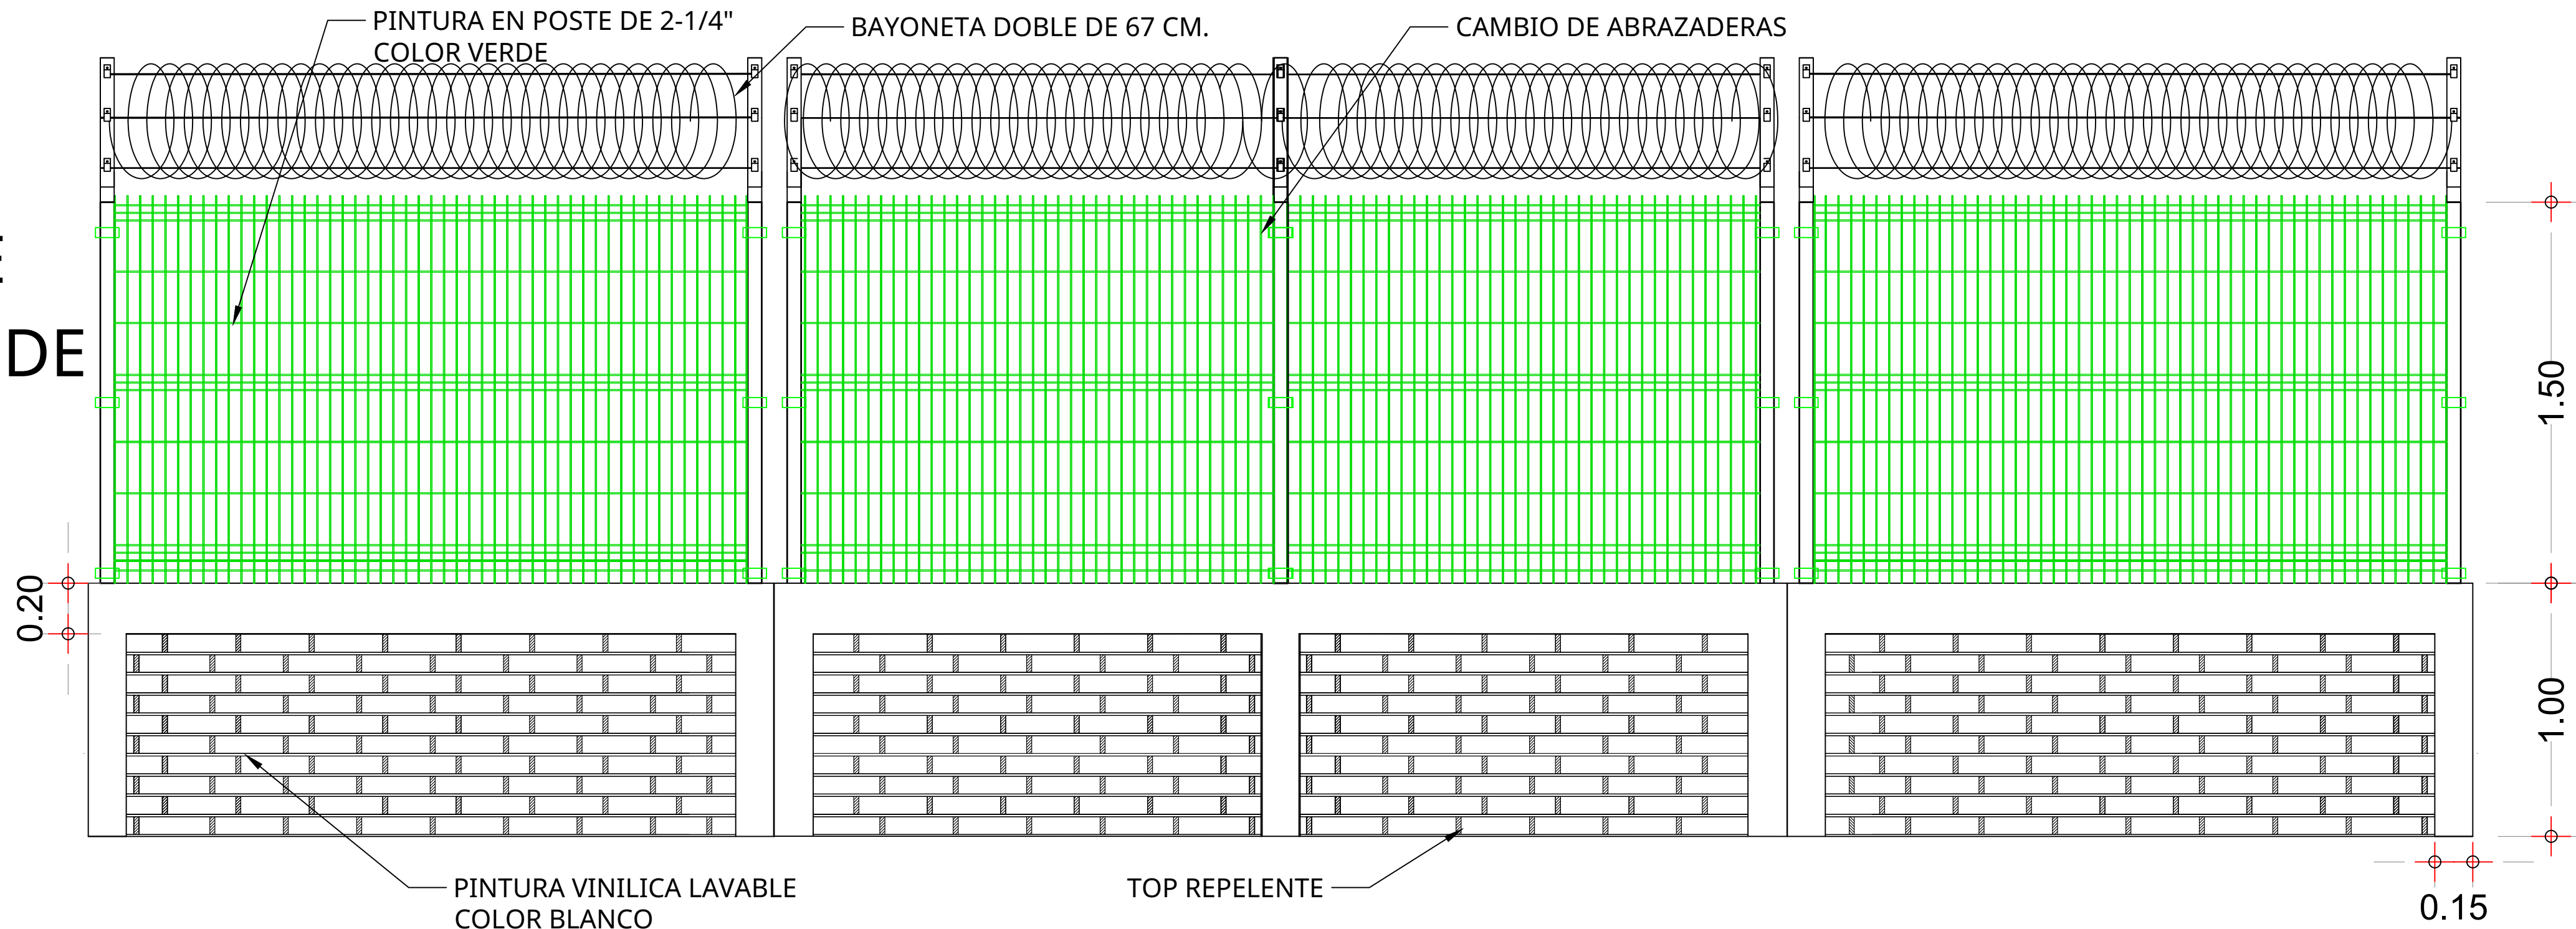 PINTURA EN POSTE DE 2-1/4"
COLOR VERDE
BAYONETA DOBLE DE 67 CM.
CAMBIO DE ABRAZADERAS
DE
1.50
0.20
1.00
PINTURA VINILICA LAVABLE
COLOR BLANCO
TOP REPELENTE
0.15